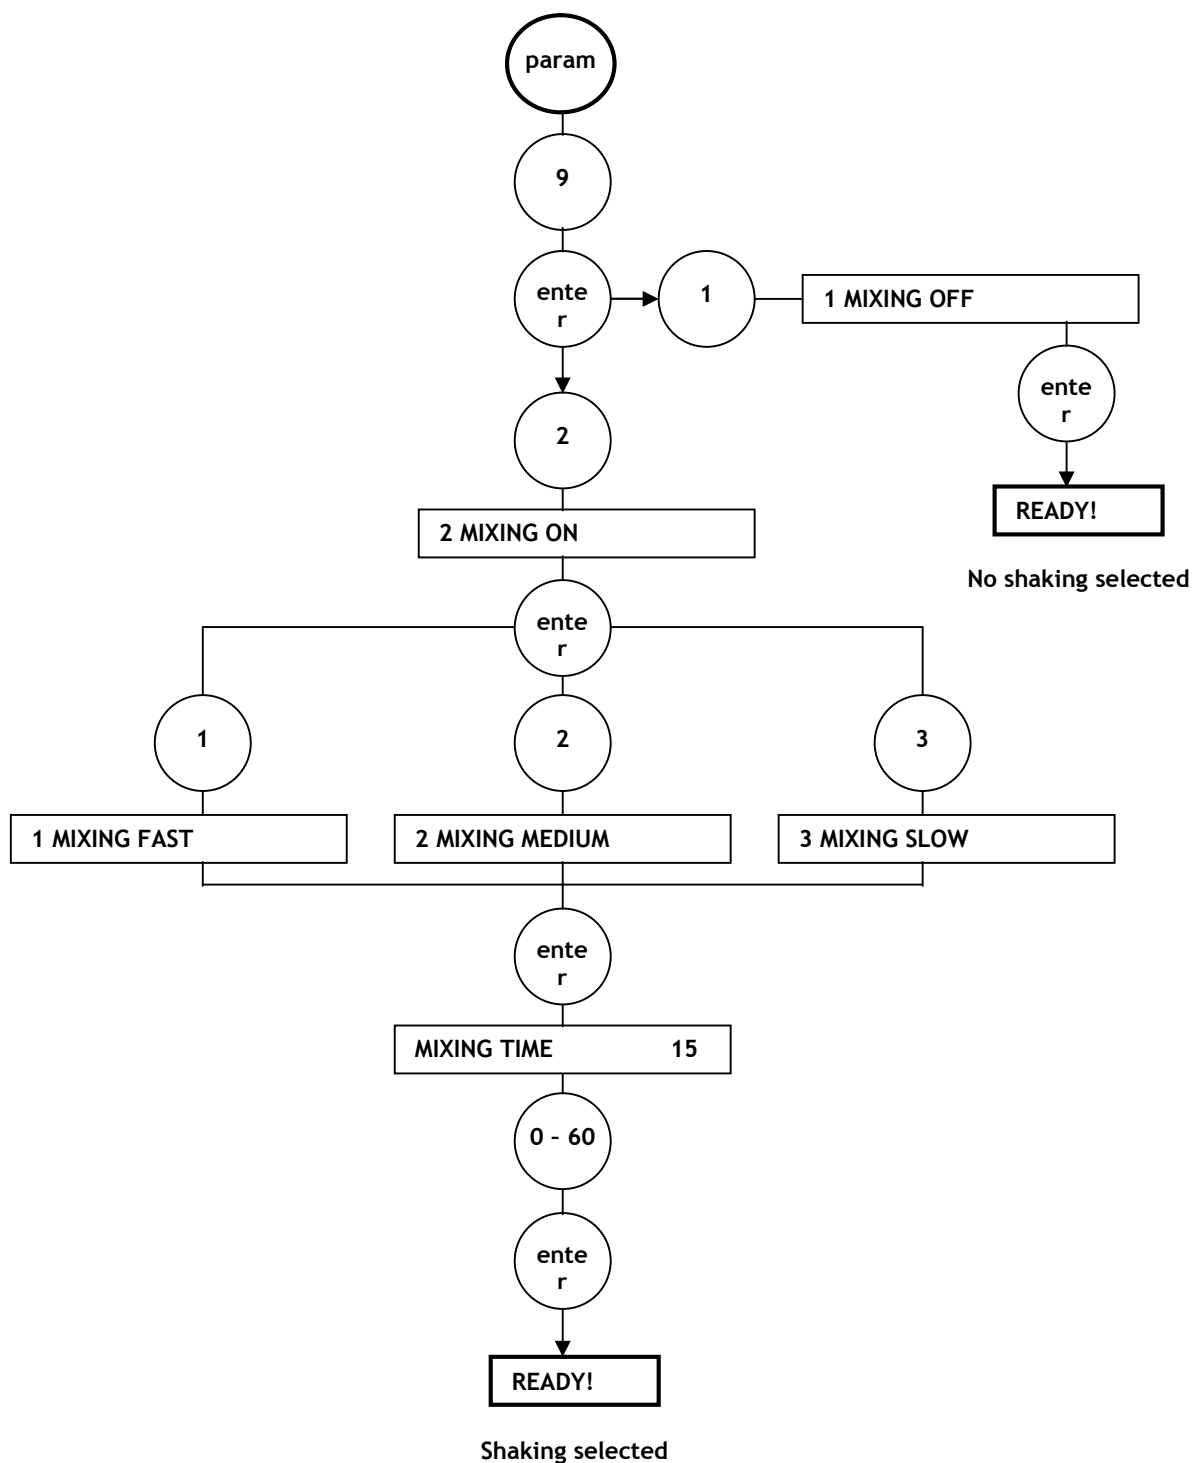 param
9
ente
r
1
1 MIXING OFF
ente
r
2
READY!
2 MIXING ON
No shaking selected
ente
r
1
2
3
1 MIXING FAST
2 MIXING MEDIUM
3 MIXING SLOW
ente
r
MIXING TIME 15
0 – 60
ente
r
READY!
Shaking selected